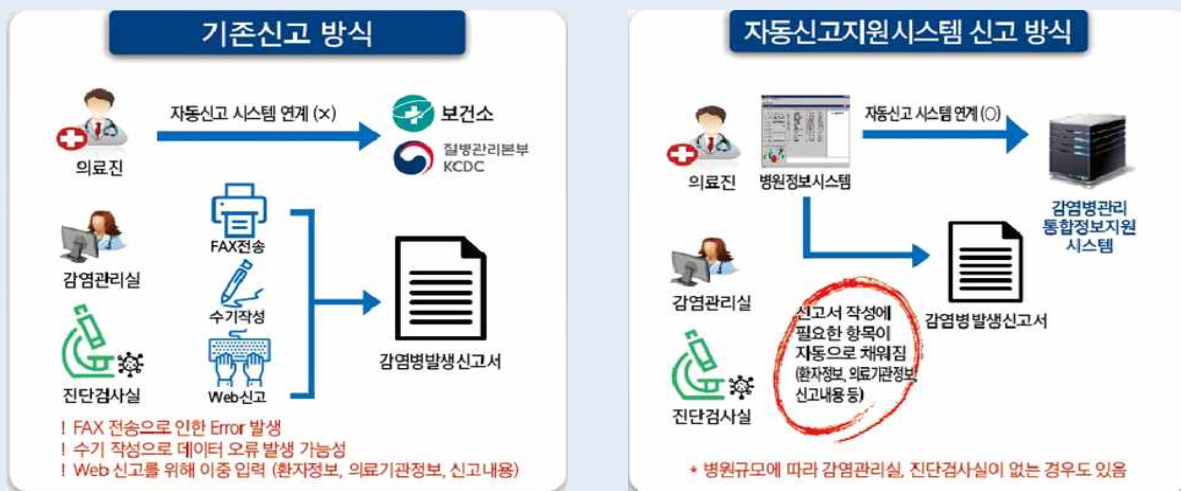 기존신고 방식
자동신고 시스템 연계 (×)
의료진
보건소
질병관리본부
KCDC
FAX전송
감염관리실
수기작성
감염병발생신고서
진단검사실
Web신고
! FAX 전송으로 인한 Error 발생
! 수기 작성으로 데이터 오류 발생 가능성
! Web 신고를 위해 이중 입력 (환자정보, 의료기관정보, 신고내용)
자동신고지원시스템 신고 방식
자동신고 시스템 연계 (○)
의료진
병원정보시스템
감염병관리
통합정보지원
시스템
감염관리실
감염병발생신고서
신고서 작성에
필요한 항목이
자동으로 채워짐
(환자정보, 의료기관정보,
신고내용 등)
진단검사실
* 병원규모에 따라 감염관리실, 진단검사실이 없는 경우도 있음